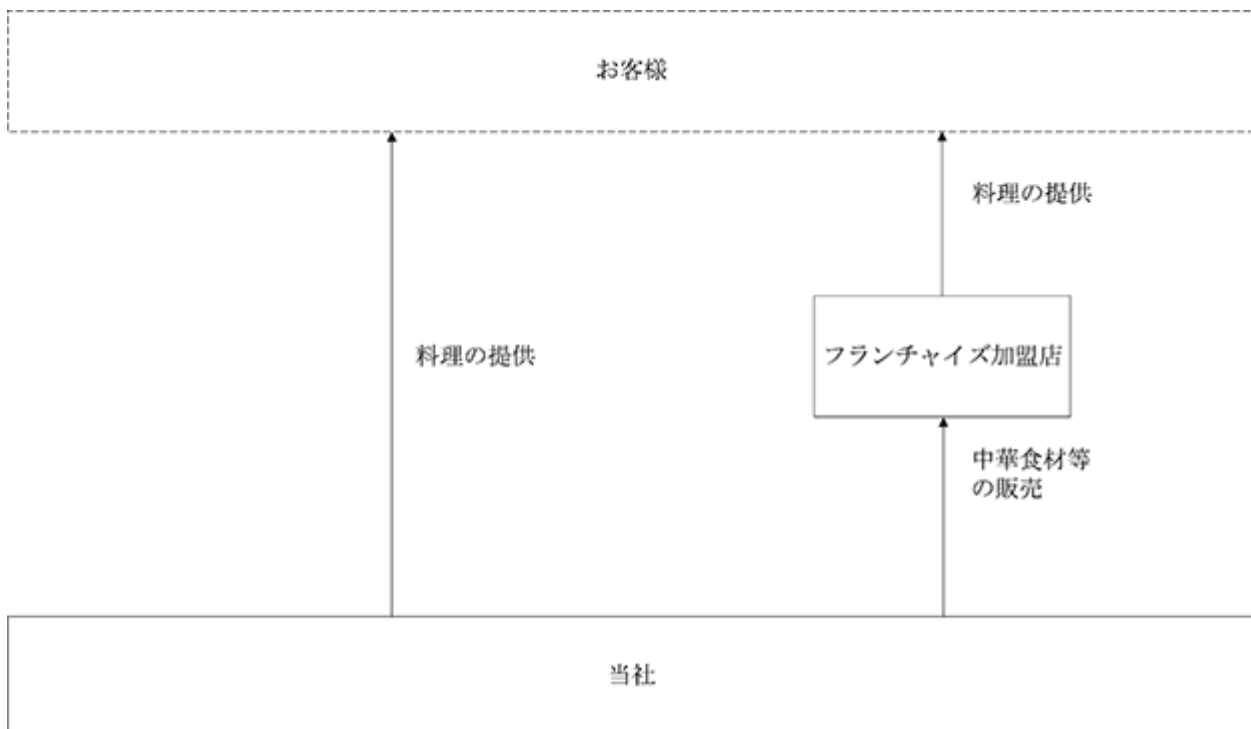 お客様
料理の提供
フランチャイズ加盟店
料理の提供
中華食材等
の販売
当社